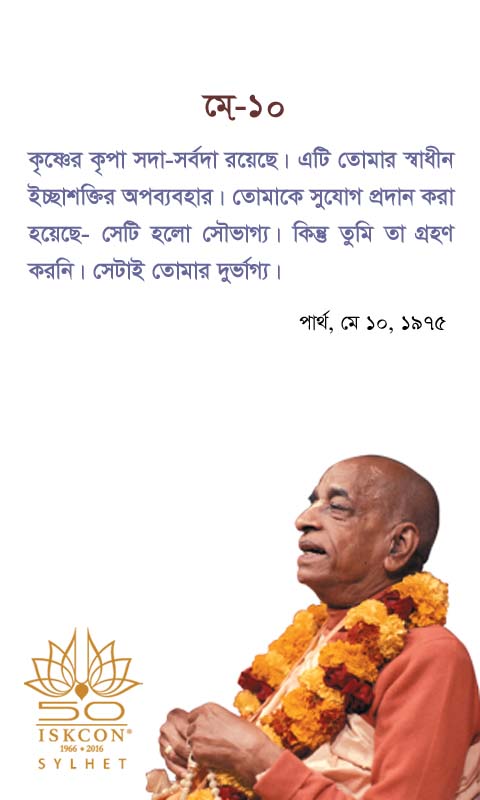 মে-১০
কৃষ্ণের কৃপা সদা-সর্বদা রয়েছে। এটি তোমার স্বাধীন
ইচ্ছাশক্তির অপব্যবহার। তোমাকে সুযোগ প্রদান করা
হয়েছে- সেটি হলো সৌভাগ্য। কিন্তু তুমি তা গ্রহণ
করনি। সেটাই তোমার দুর্ভাগ্য।
পার্থ, মে ১০, ১৯৭৫
50
ISKCON®
1966 • 2016
SYLHET